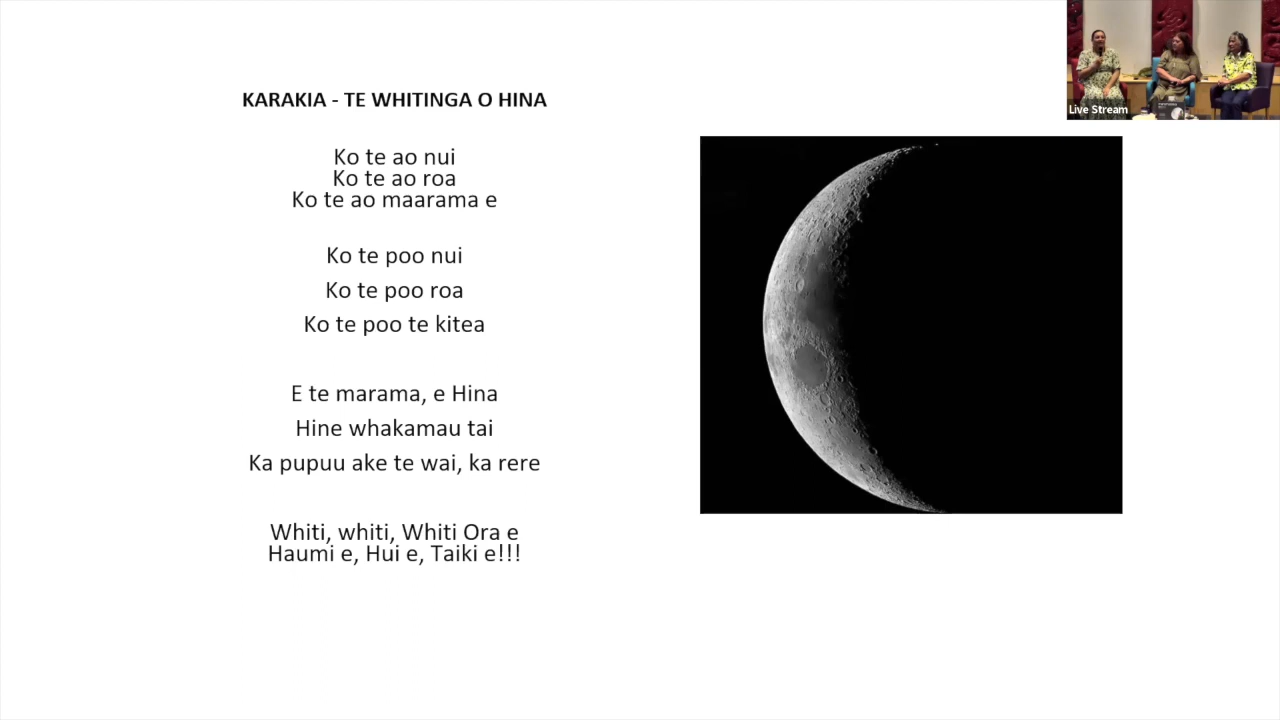 KARAKIA - TE WHITINGA O HINA
Ko te ao nui
Ko te ao roa
Ko te ao maarama e
Ko te poo nui
Ko te poo roa
Ko te poo te kitea
E te marama, e Hina
Hine whakamau tai
Ka pupuu ake te wai, ka rere
Whiti, whiti, Whiti Ora e
Haumi e, Hui e, Taiki e!!!
Live Stream